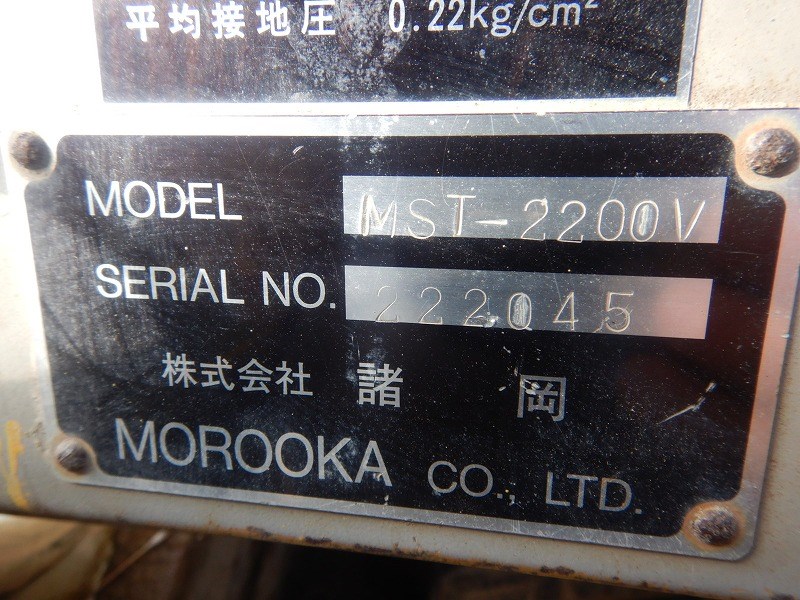 平均接地圧 0.22kg/cm²
MODEL MST-2200V
SERIAL NO. 222045
株式会社 諸岡
MOROOKA CO., LTD.